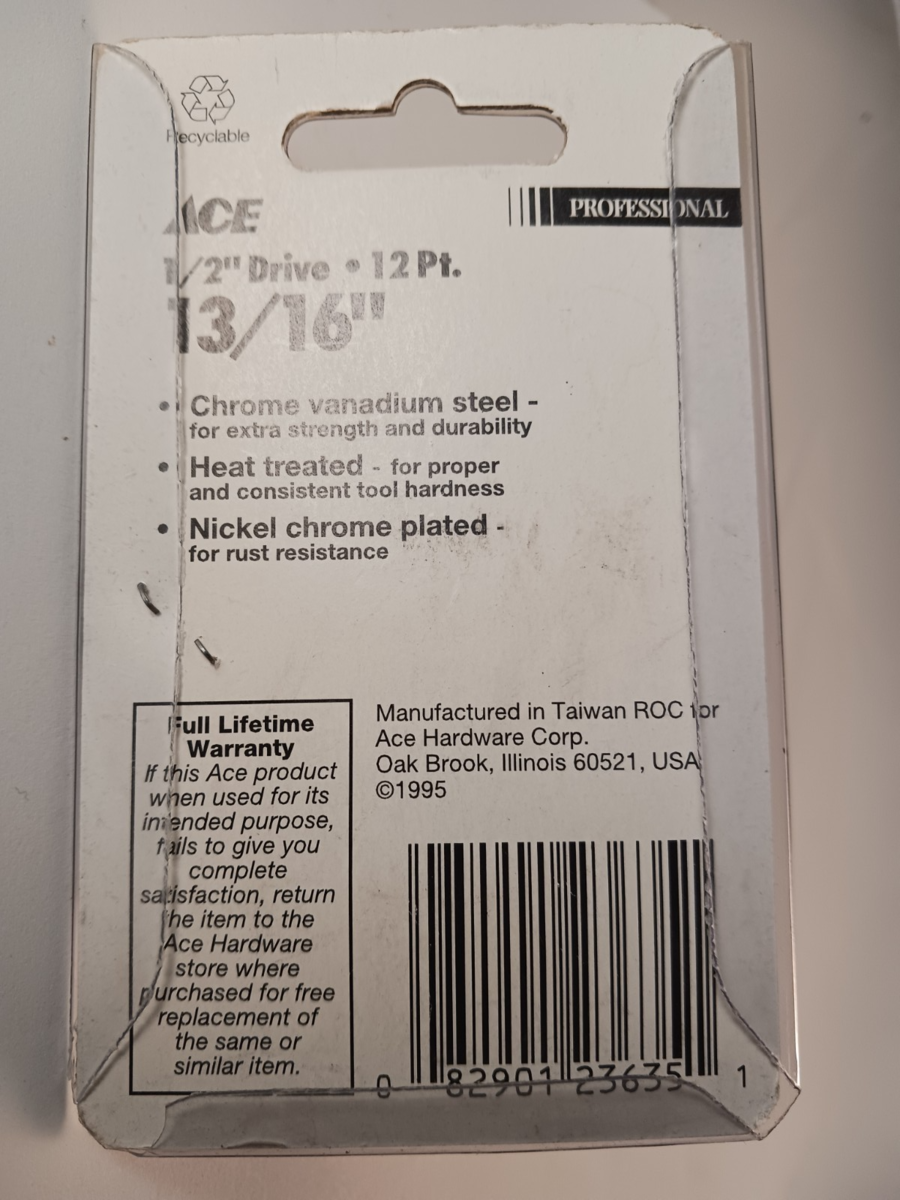 Recyclable
ACE
PROFESSIONAL
1/2" Drive • 12 Pt.
13/16"
• Chrome vanadium steel -
for extra strength and durability
• Heat treated - for proper
and consistent tool hardness
• Nickel chrome plated -
for rust resistance
Full Lifetime
Warranty
If this Ace product
when used for its
intended purpose,
fails to give you
complete
satisfaction, return
the item to the
Ace Hardware
store where
purchased for free
replacement of
the same or
similar item.
Manufactured in Taiwan ROC for
Ace Hardware Corp.
Oak Brook, Illinois 60521, USA
©1995
0 82901 23635 1